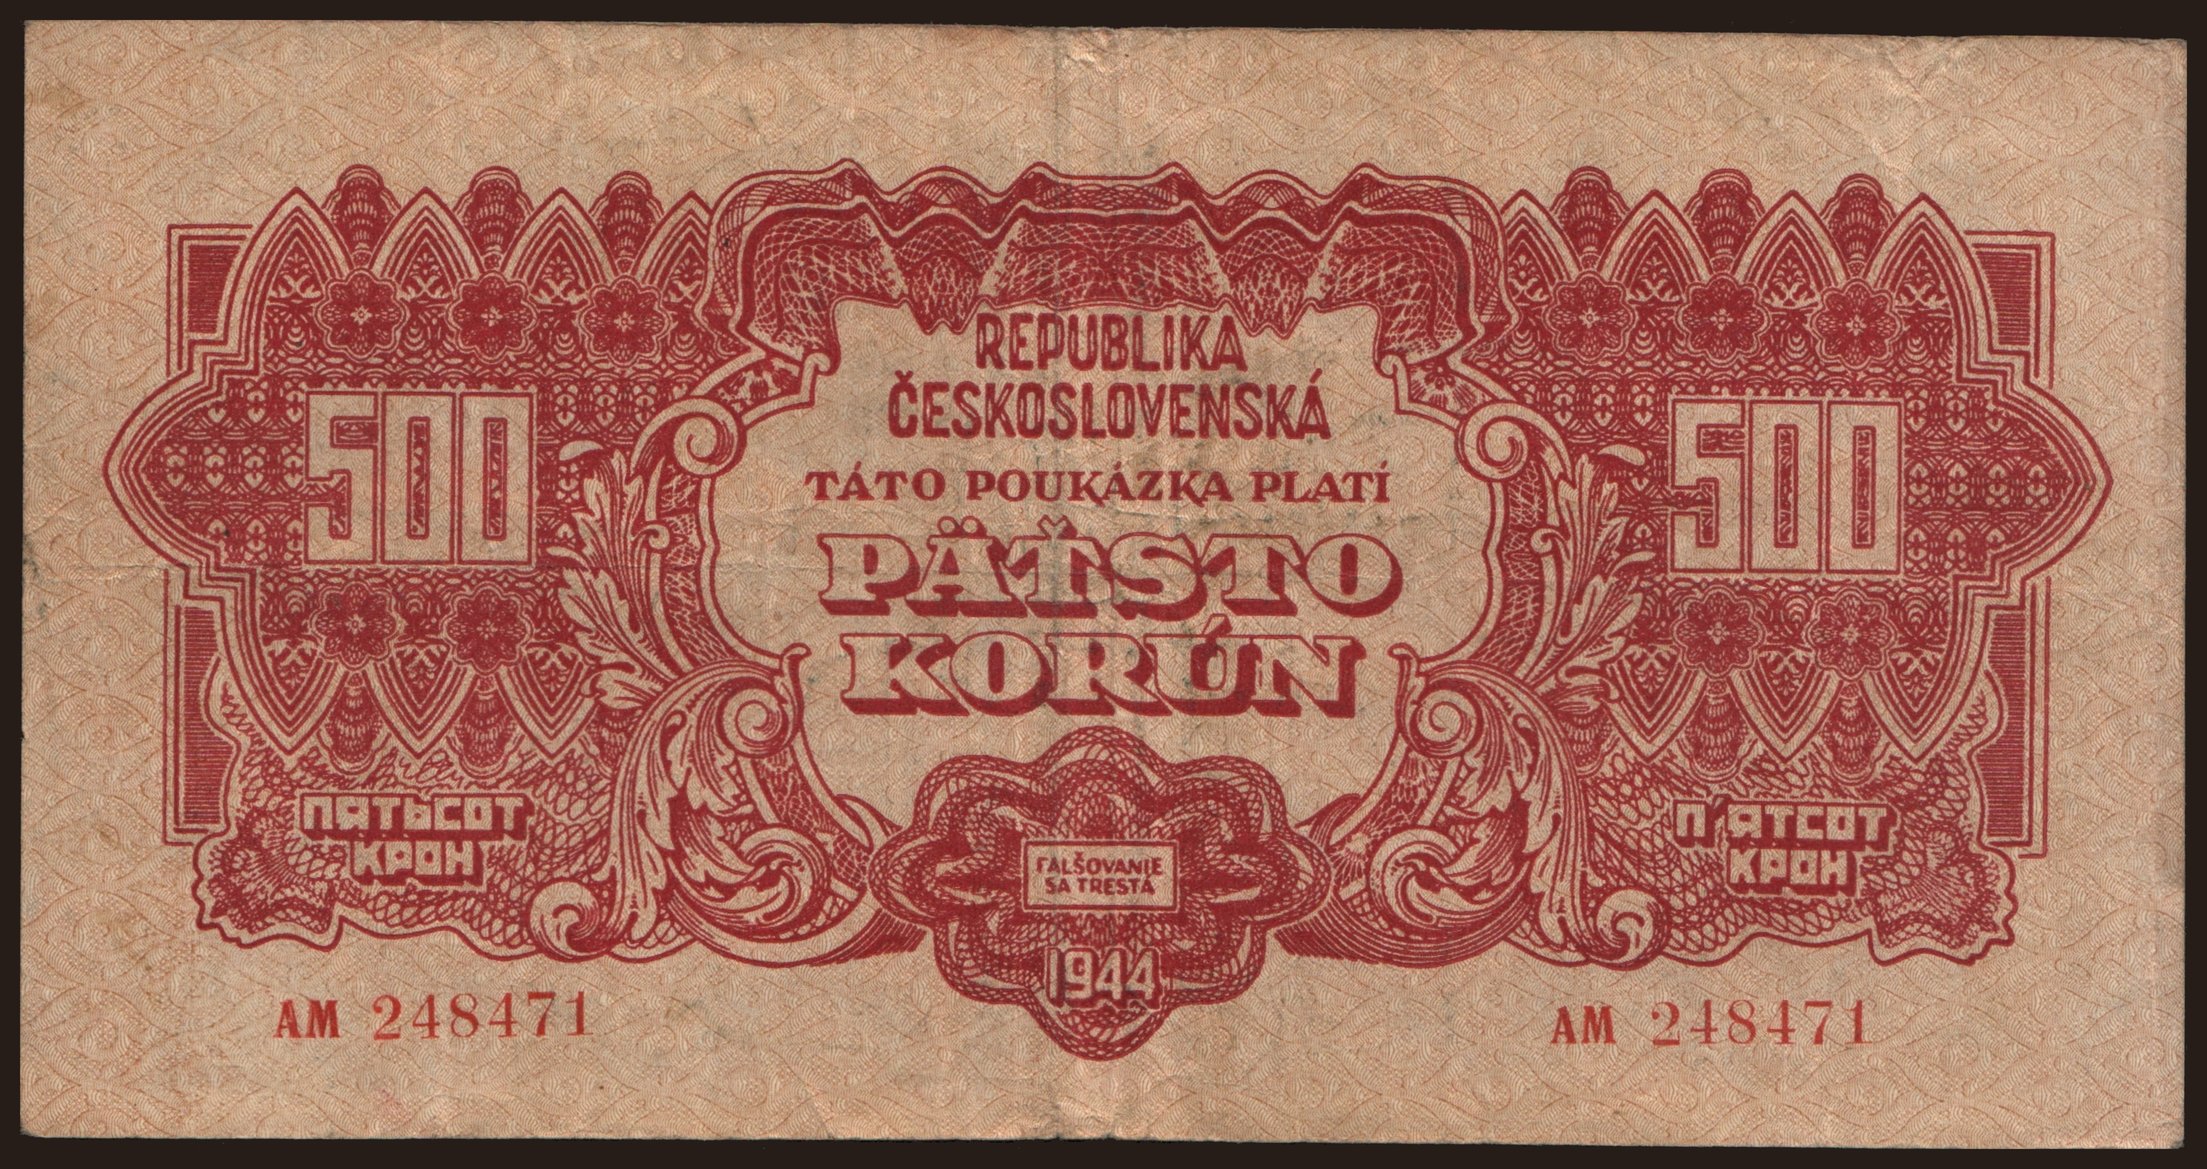 REPUBLIKA
ČESKOSLOVENSKÁ
TÁTO POUKÁZKA PLATÍ
500
PÄŤSTO
KORÚN
500
ПЯТЬСОТ
КРОН
П'ЯТСОТ
КРОН
FALŠOVANIE
SA TRESTÁ
1944
AM 248471
AM 248471